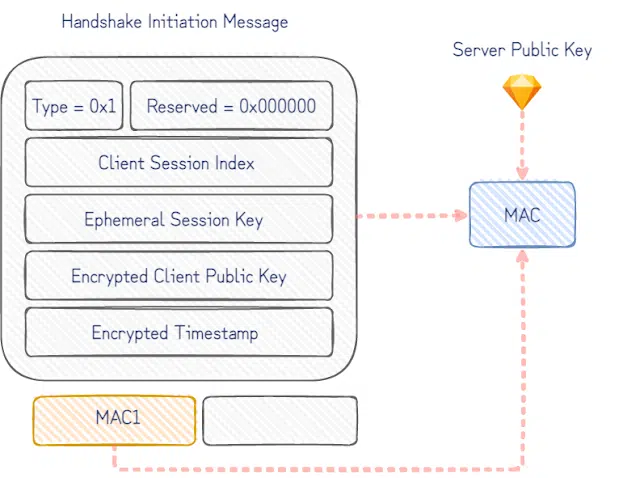 Handshake Initiation Message
Server Public Key
Type = 0x1
Reserved = 0x000000
Client Session Index
Ephemeral Session Key
MAC
Encrypted Client Public Key
Encrypted Timestamp
MAC1